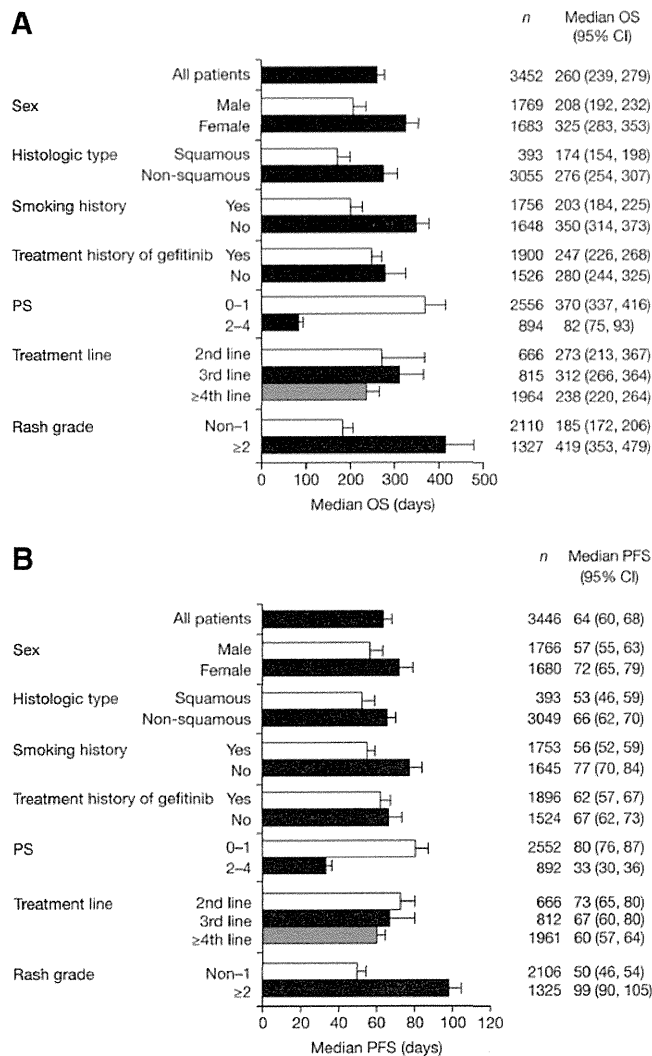 A
n Median OS
(95% CI)
All patients 3452 260 (239, 279)
Sex Male 1769 208 (192, 232)
Female 1683 325 (283, 353)
Histologic type Squamous 393 174 (154, 198)
Non-squamous 3055 276 (254, 307)
Smoking history Yes 1756 203 (184, 225)
No 1648 350 (314, 373)
Treatment history of gefitinib Yes 1900 247 (226, 268)
No 1526 280 (244, 325)
PS 0–1 2556 370 (337, 416)
2–4 894 82 (75, 93)
Treatment line 2nd line 666 273 (213, 367)
3rd line 815 312 (266, 364)
≥4th line 1964 238 (220, 264)
Rash grade Non–1 2110 185 (172, 206)
≥2 1327 419 (353, 479)
0 100 200 300 400 500
Median OS (days)
B
n Median PFS
(95% CI)
All patients 3446 64 (60, 68)
Sex Male 1766 57 (55, 63)
Female 1680 72 (65, 79)
Histologic type Squamous 393 53 (46, 59)
Non-squamous 3049 66 (62, 70)
Smoking history Yes 1753 56 (52, 59)
No 1645 77 (70, 84)
Treatment history of gefitinib Yes 1896 62 (57, 67)
No 1524 67 (62, 73)
PS 0–1 2552 80 (76, 87)
2–4 892 33 (30, 36)
Treatment line 2nd line 666 73 (65, 80)
3rd line 812 67 (60, 80)
≥4th line 1961 60 (57, 64)
Rash grade Non–1 2106 50 (46, 54)
≥2 1325 99 (90, 105)
0 20 40 60 80 100 120
Median PFS (days)